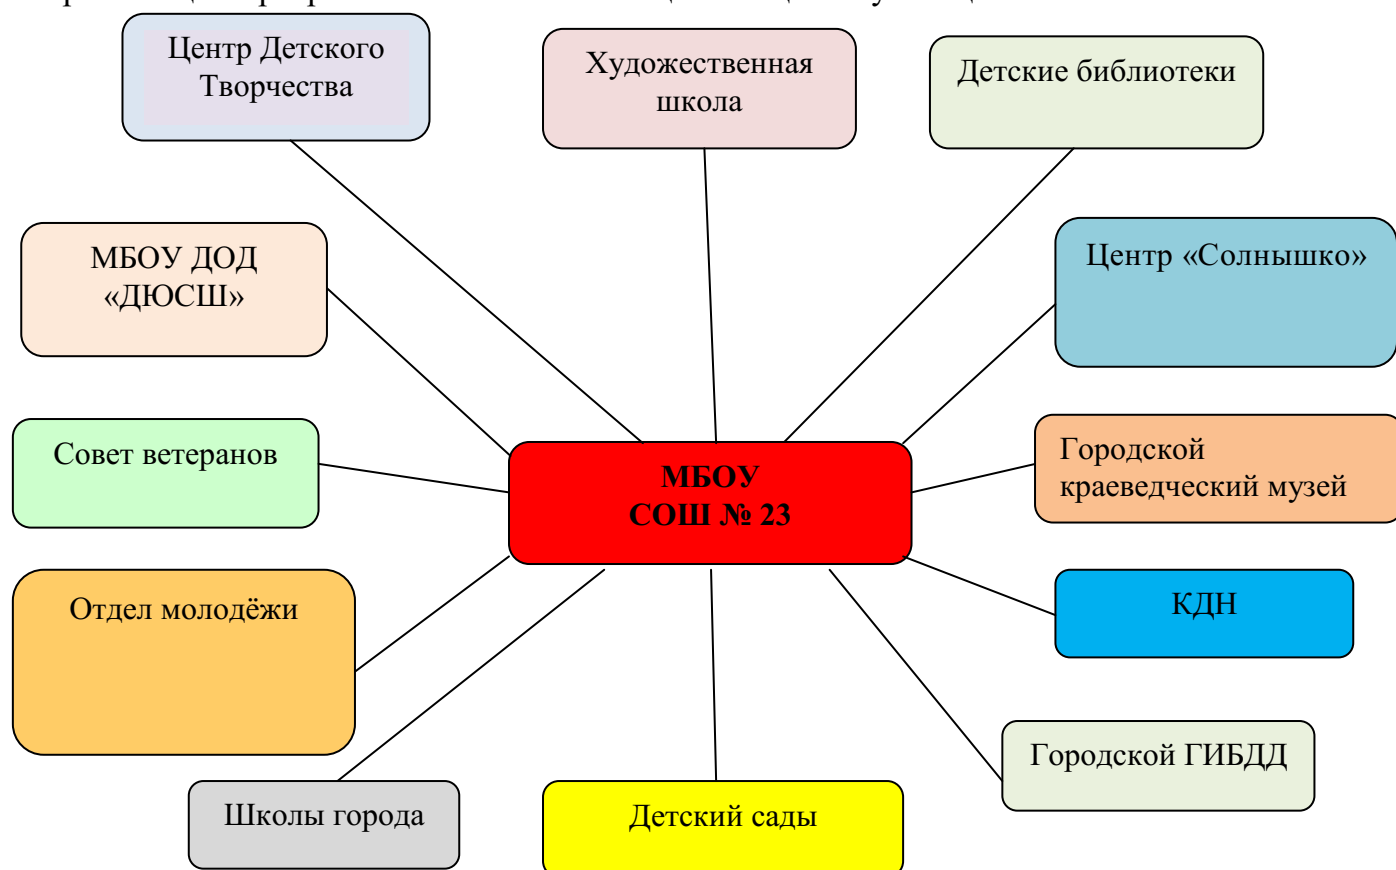 Центр Детского
Творчества
Художественная
школа
Детские библиотеки
МБОУ ДОД
«ДЮСШ»
Центр «Солнышко»
Совет ветеранов
МБОУ
СОШ № 23
Городской
краеведческий музей
Отдел молодёжи
КДН
Городской ГИБДД
Школы города
Детский сады